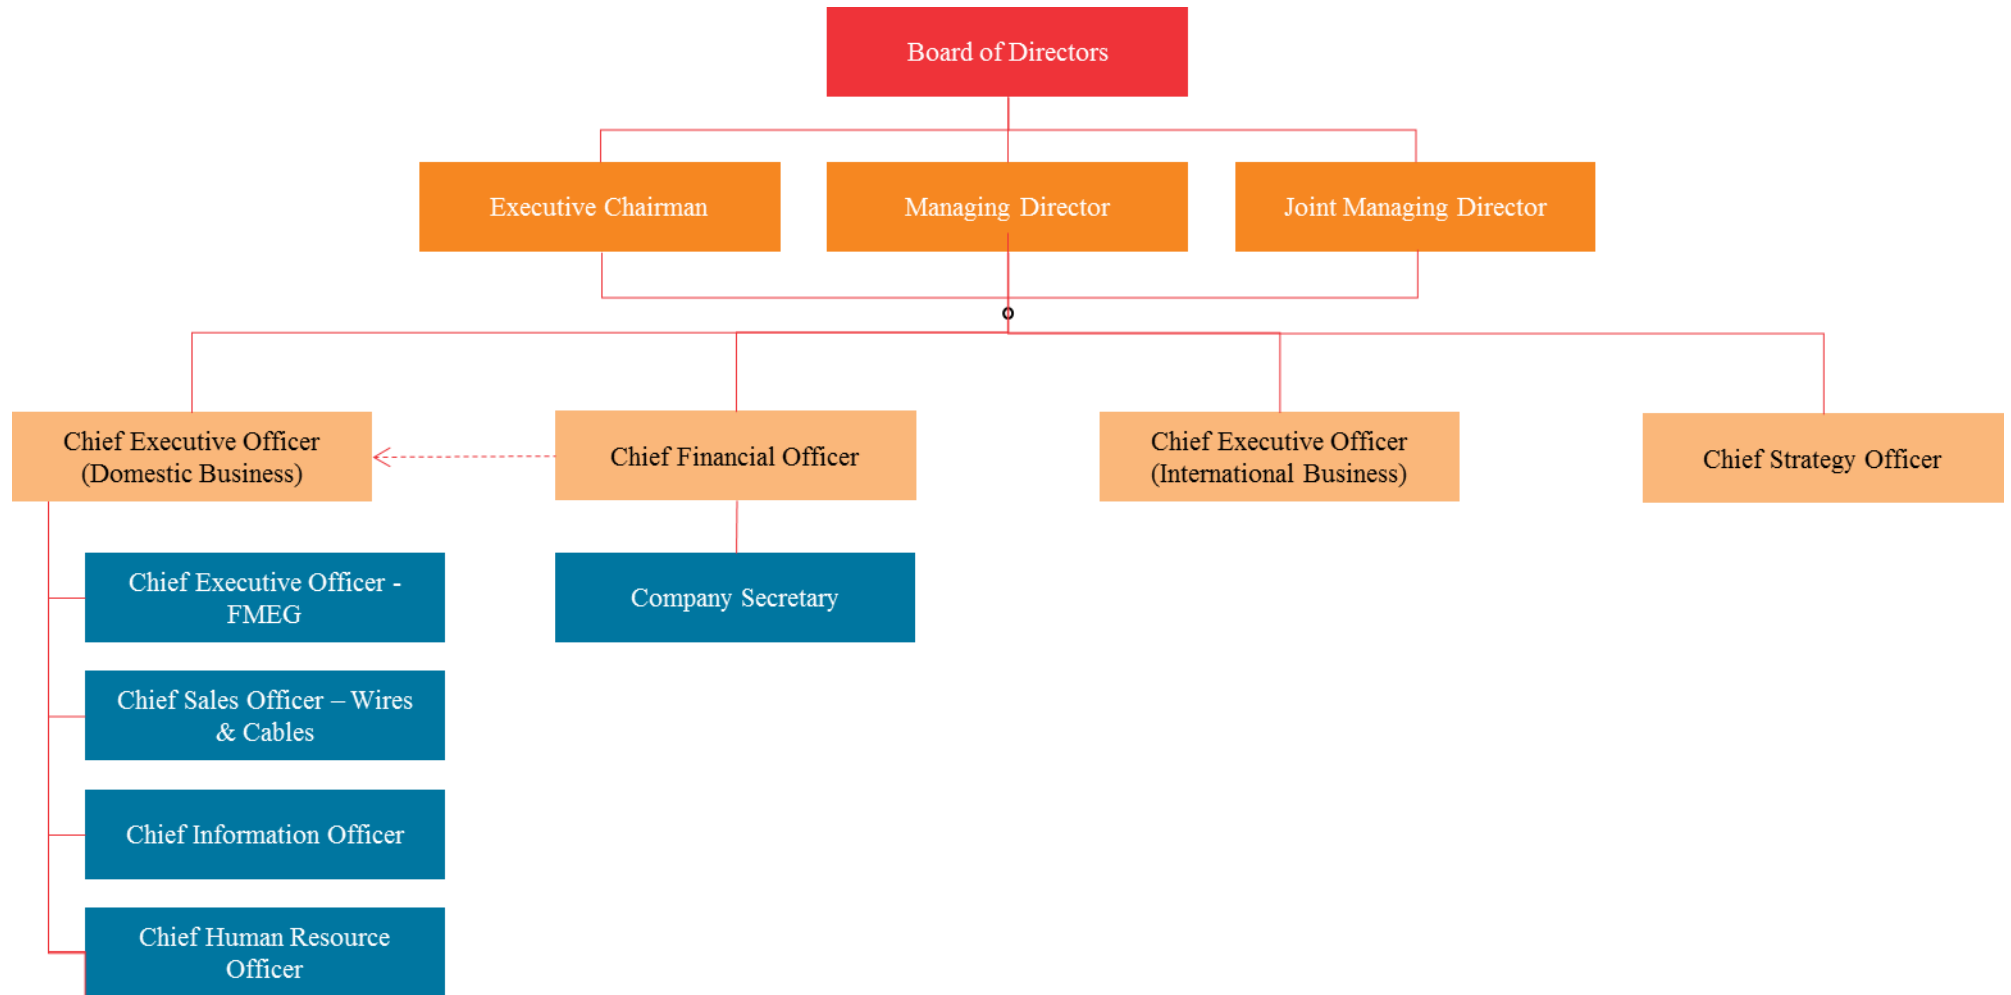 Board of Directors
Executive Chairman
Managing Director
Joint Managing Director
Chief Executive Officer
(Domestic Business)
Chief Financial Officer
Chief Executive Officer
(International Business)
Chief Strategy Officer
Chief Executive Officer -
FMEG
Company Secretary
Chief Sales Officer – Wires
& Cables
Chief Information Officer
Chief Human Resource
Officer